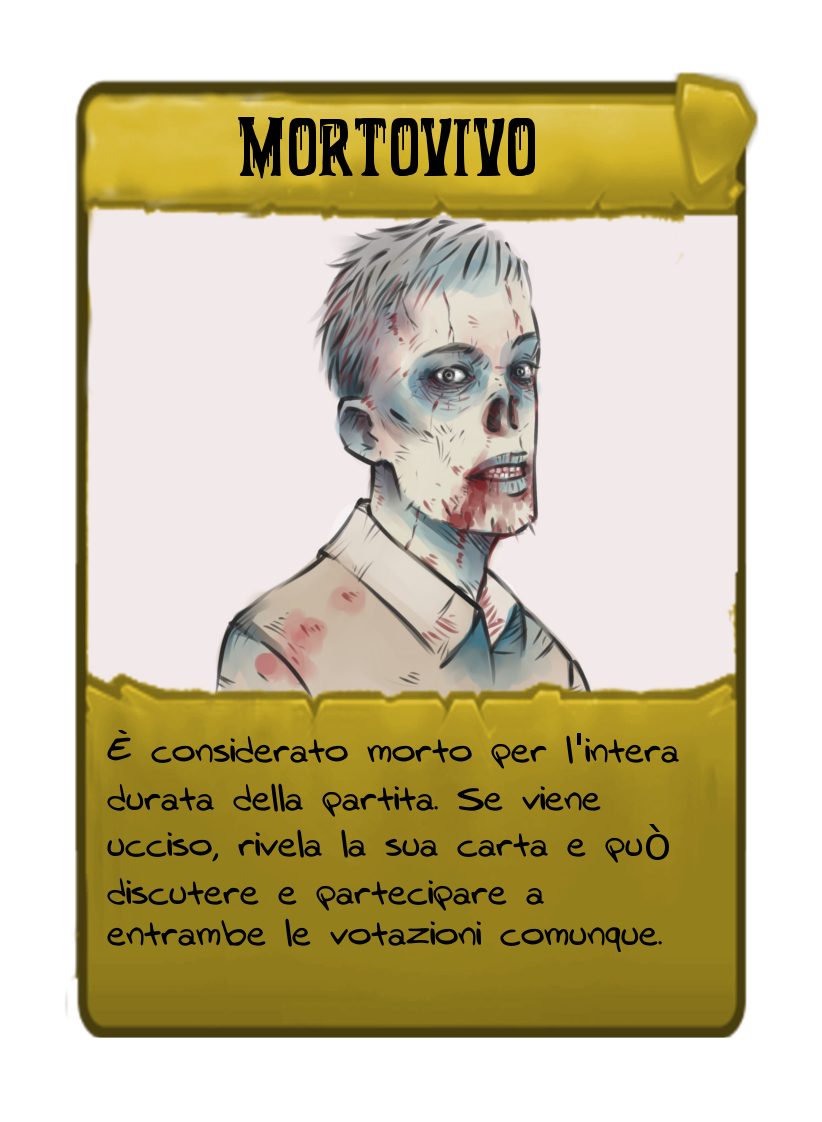 MORTOVIVO
È considerato morto per l'intera
durata della partita. Se viene
ucciso, rivela la sua carta e puÒ
discutere e partecipare a
entrambe le votazioni comunque.